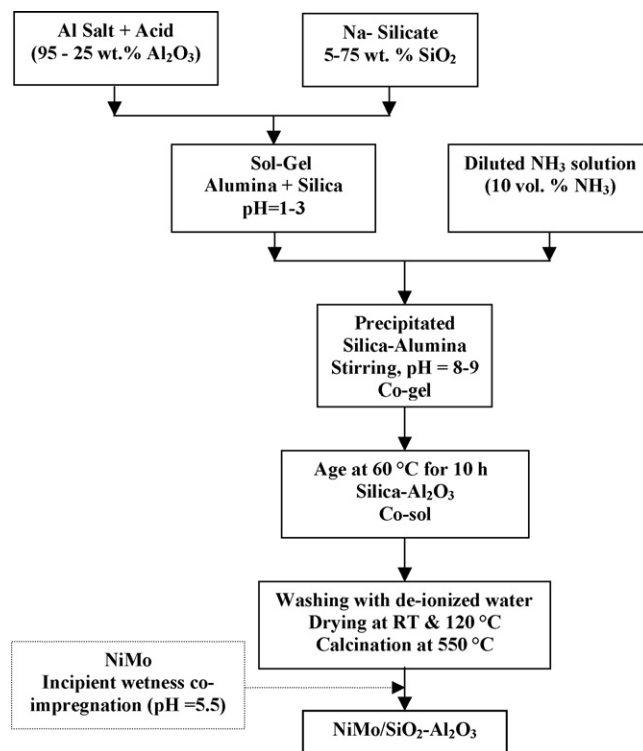 Al Salt + Acid
(95 - 25 wt.% Al₂O₃)
Na- Silicate
5-75 wt. % SiO₂
Sol-Gel
Alumina + Silica
pH=1-3
Diluted NH₃ solution
(10 vol. % NH₃)
Precipitated
Silica-Alumina
Stirring, pH = 8-9
Co-gel
Age at 60 °C for 10 h
Silica-Al₂O₃
Co-sol
Washing with de-ionized water
Drying at RT & 120 °C
Calcination at 550 °C
NiMo
Incipient wetness co-
impregnation (pH =5.5)
NiMo/SiO₂-Al₂O₃